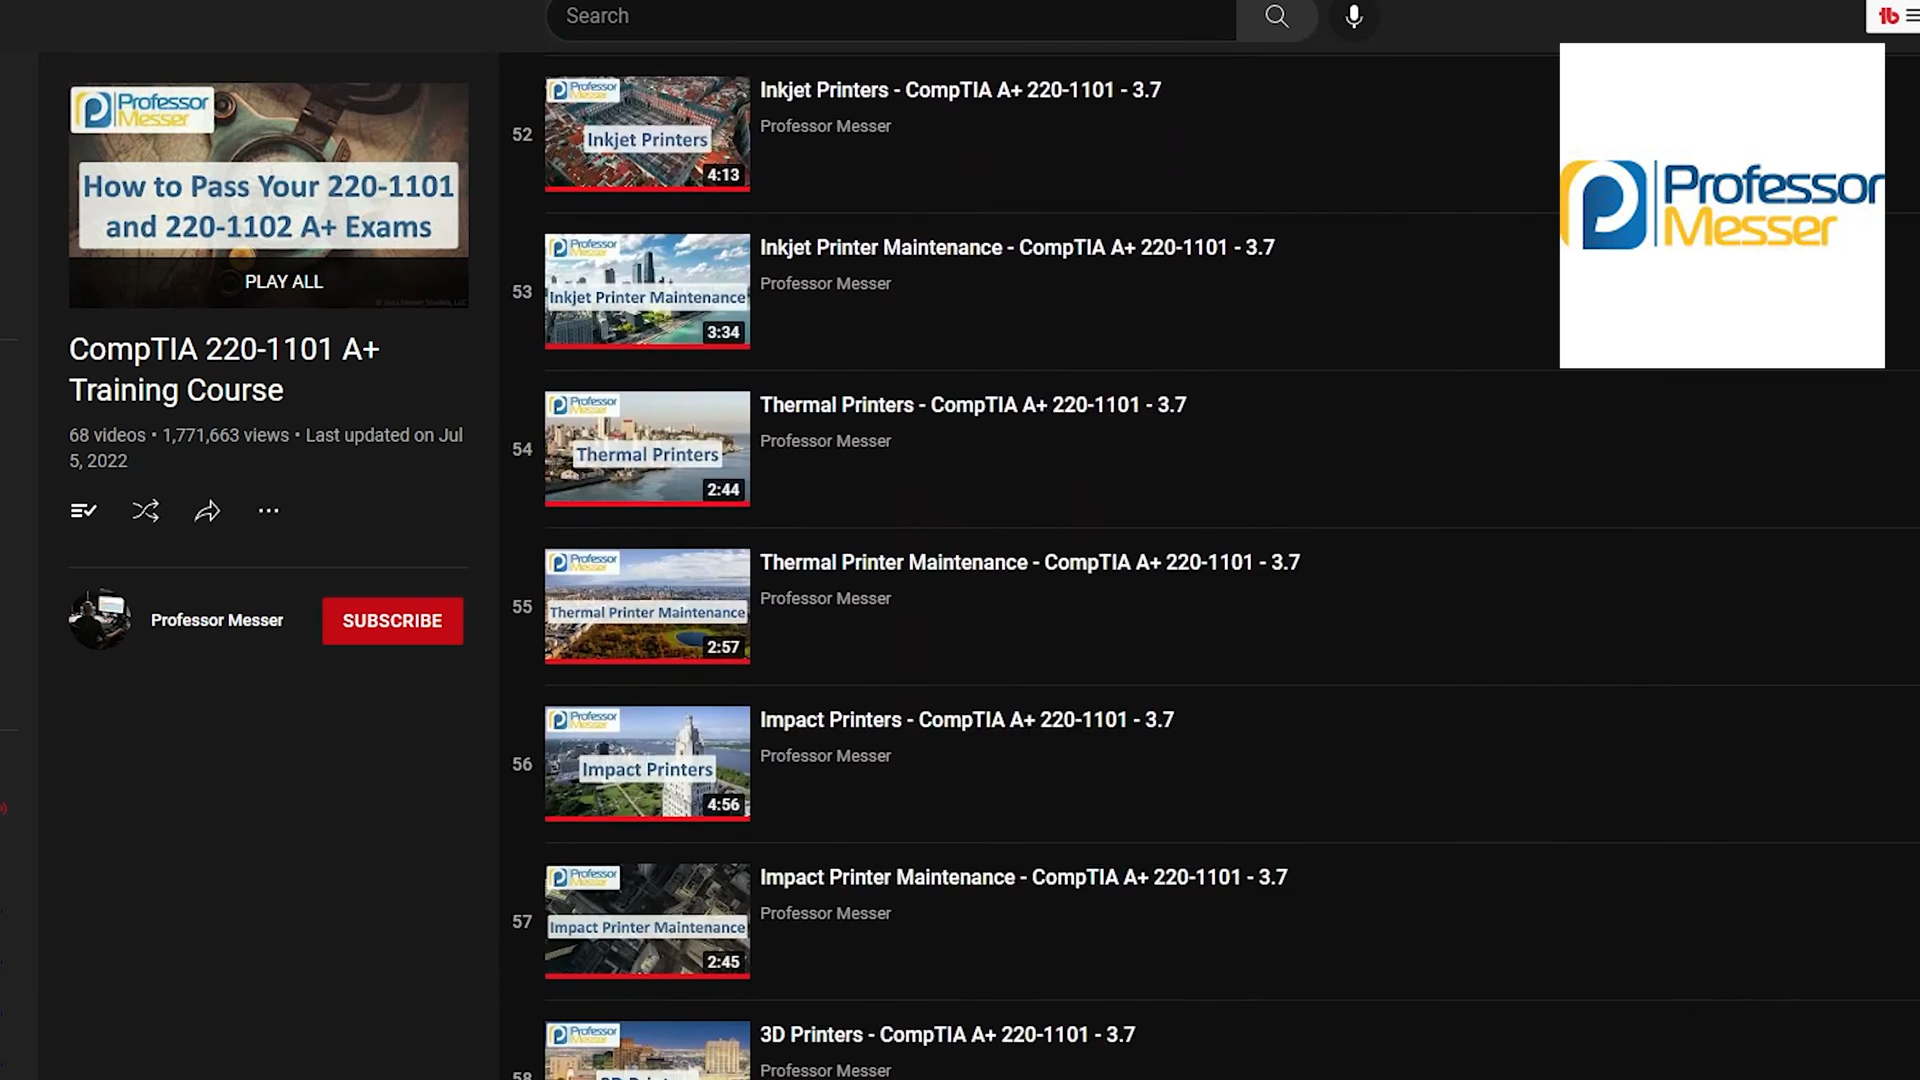 Search
Professor
Messer
How to Pass Your 220-1101
and 220-1102 A+ Exams
PLAY ALL
CompTIA 220-1101 A+
Training Course
68 videos • 1,771,663 views • Last updated on Jul
5, 2022
Professor Messer
SUBSCRIBE
52
Professor
Messer
Inkjet Printers
4:13
Inkjet Printers - CompTIA A+ 220-1101 - 3.7
Professor Messer
53
Professor
Messer
Inkjet Printer Maintenance
3:34
Inkjet Printer Maintenance - CompTIA A+ 220-1101 - 3.7
Professor Messer
54
Professor
Messer
Thermal Printers
2:44
Thermal Printers - CompTIA A+ 220-1101 - 3.7
Professor Messer
55
Professor
Messer
Thermal Printer Maintenance
2:57
Thermal Printer Maintenance - CompTIA A+ 220-1101 - 3.7
Professor Messer
56
Professor
Messer
Impact Printers
4:56
Impact Printers - CompTIA A+ 220-1101 - 3.7
Professor Messer
57
Professor
Messer
Impact Printer Maintenance
2:45
Impact Printer Maintenance - CompTIA A+ 220-1101 - 3.7
Professor Messer
58
Professor
Messer
3D Printers - CompTIA A+ 220-1101 - 3.7
Professor Messer
tb
Professor
Messer